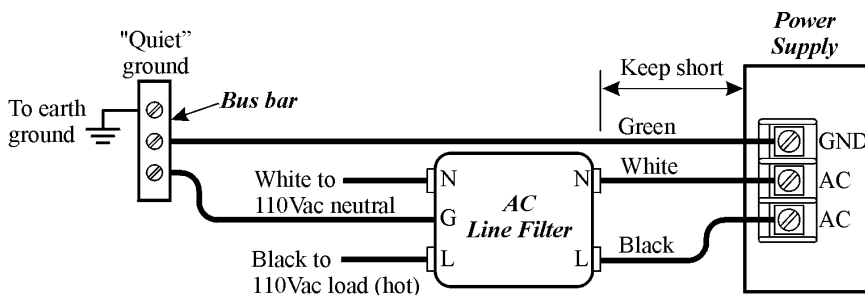 "Quiet”
ground
To earth
ground
Bus bar
Power
Supply
Keep short
Green
GND
White to
110Vac neutral
N
N
White
AC
G
AC
Line Filter
AC
Black to
110Vac load (hot)
L
L
Black